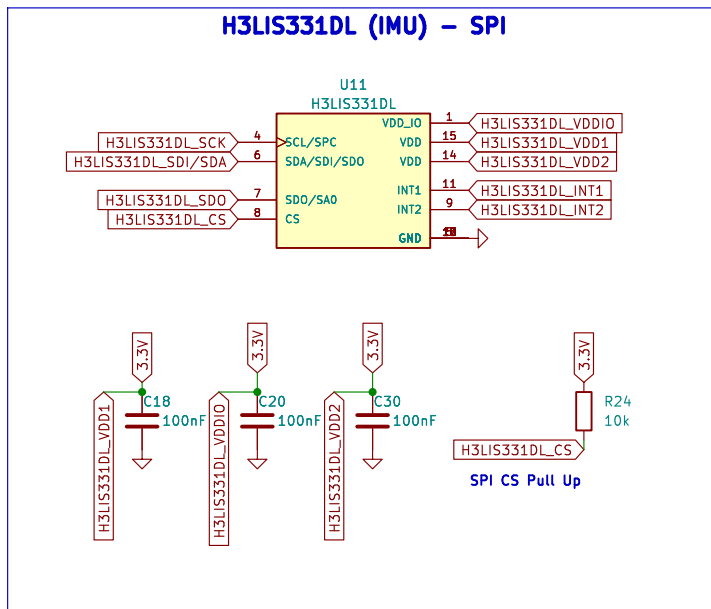 H3LIS331DL (IMU) - SPI
U11
H3LIS331DL
VDD_IO 1 H3LIS331DL_VDDIO
H3LIS331DL_SCK 4 SCL/SPC VDD 15 H3LIS331DL_VDD1
H3LIS331DL_SDI/SDA 6 SDA/SDI/SDO VDD 14 H3LIS331DL_VDD2
INT1 11 H3LIS331DL_INT1
H3LIS331DL_SDO 7 SDO/SA0
H3LIS331DL_CS 8 CS INT2 9 H3LIS331DL_INT2
GND
3.3V
3.3V
3.3V
3.3V
C18
100nF
C20
100nF
C30
100nF
R24
10k
H3LIS331DL_VDD1
H3LIS331DL_VDDIO
H3LIS331DL_VDD2
H3LIS331DL_CS
SPI CS Pull Up